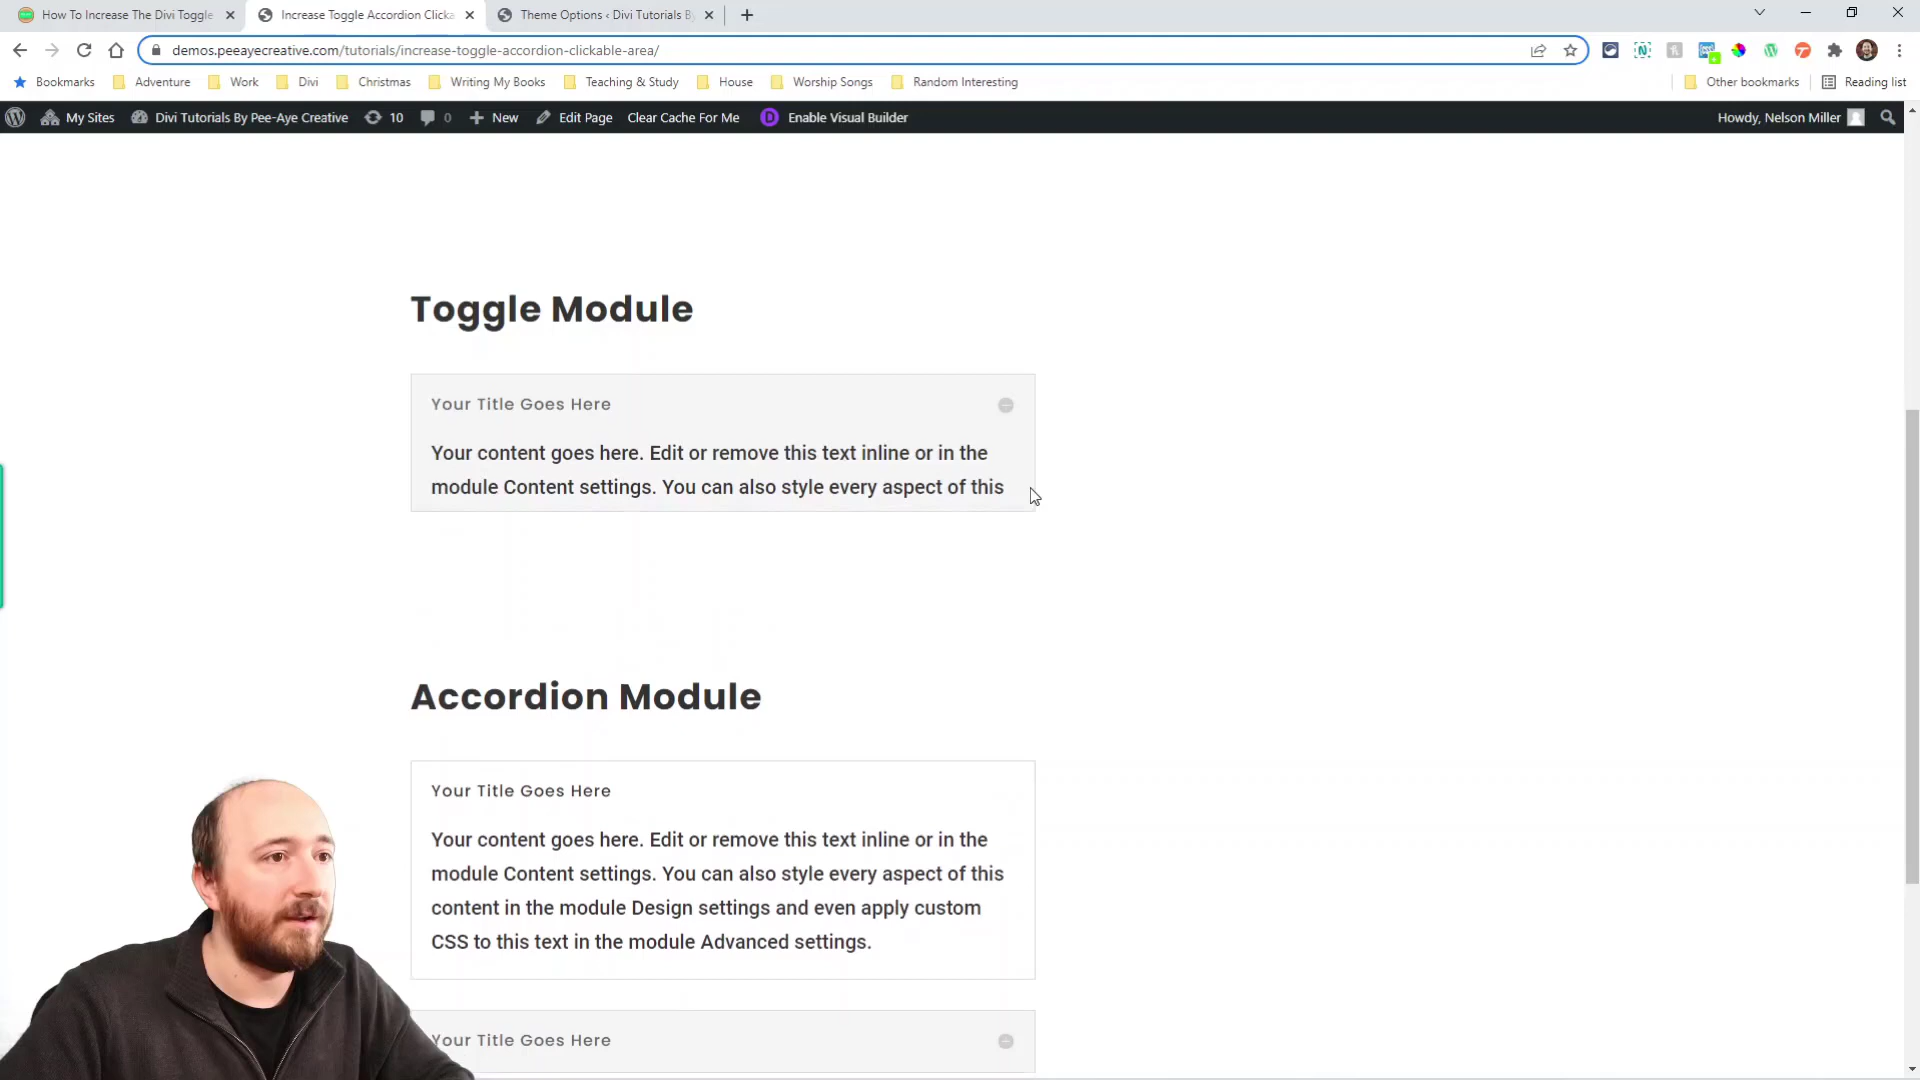 How To Increase The Divi Toggle
Increase Toggle Accordion Clicka
Theme Options ‹ Divi Tutorials By
demos.peeayecreative.com/tutorials/increase-toggle-accordion-clickable-area/
Bookmarks
Adventure
Work
Divi
Christmas
Writing My Books
Teaching & Study
House
Worship Songs
Random Interesting
Other bookmarks
Reading list
My Sites
Divi Tutorials By Pee-Aye Creative
10
0
New
Edit Page
Clear Cache For Me
D
Enable Visual Builder
Howdy, Nelson Miller
Toggle Module
Your Title Goes Here
Your content goes here. Edit or remove this text inline or in the
module Content settings. You can also style every aspect of this
Accordion Module
Your Title Goes Here
Your content goes here. Edit or remove this text inline or in the
module Content settings. You can also style every aspect of this
content in the module Design settings and even apply custom
CSS to this text in the module Advanced settings.
Your Title Goes Here